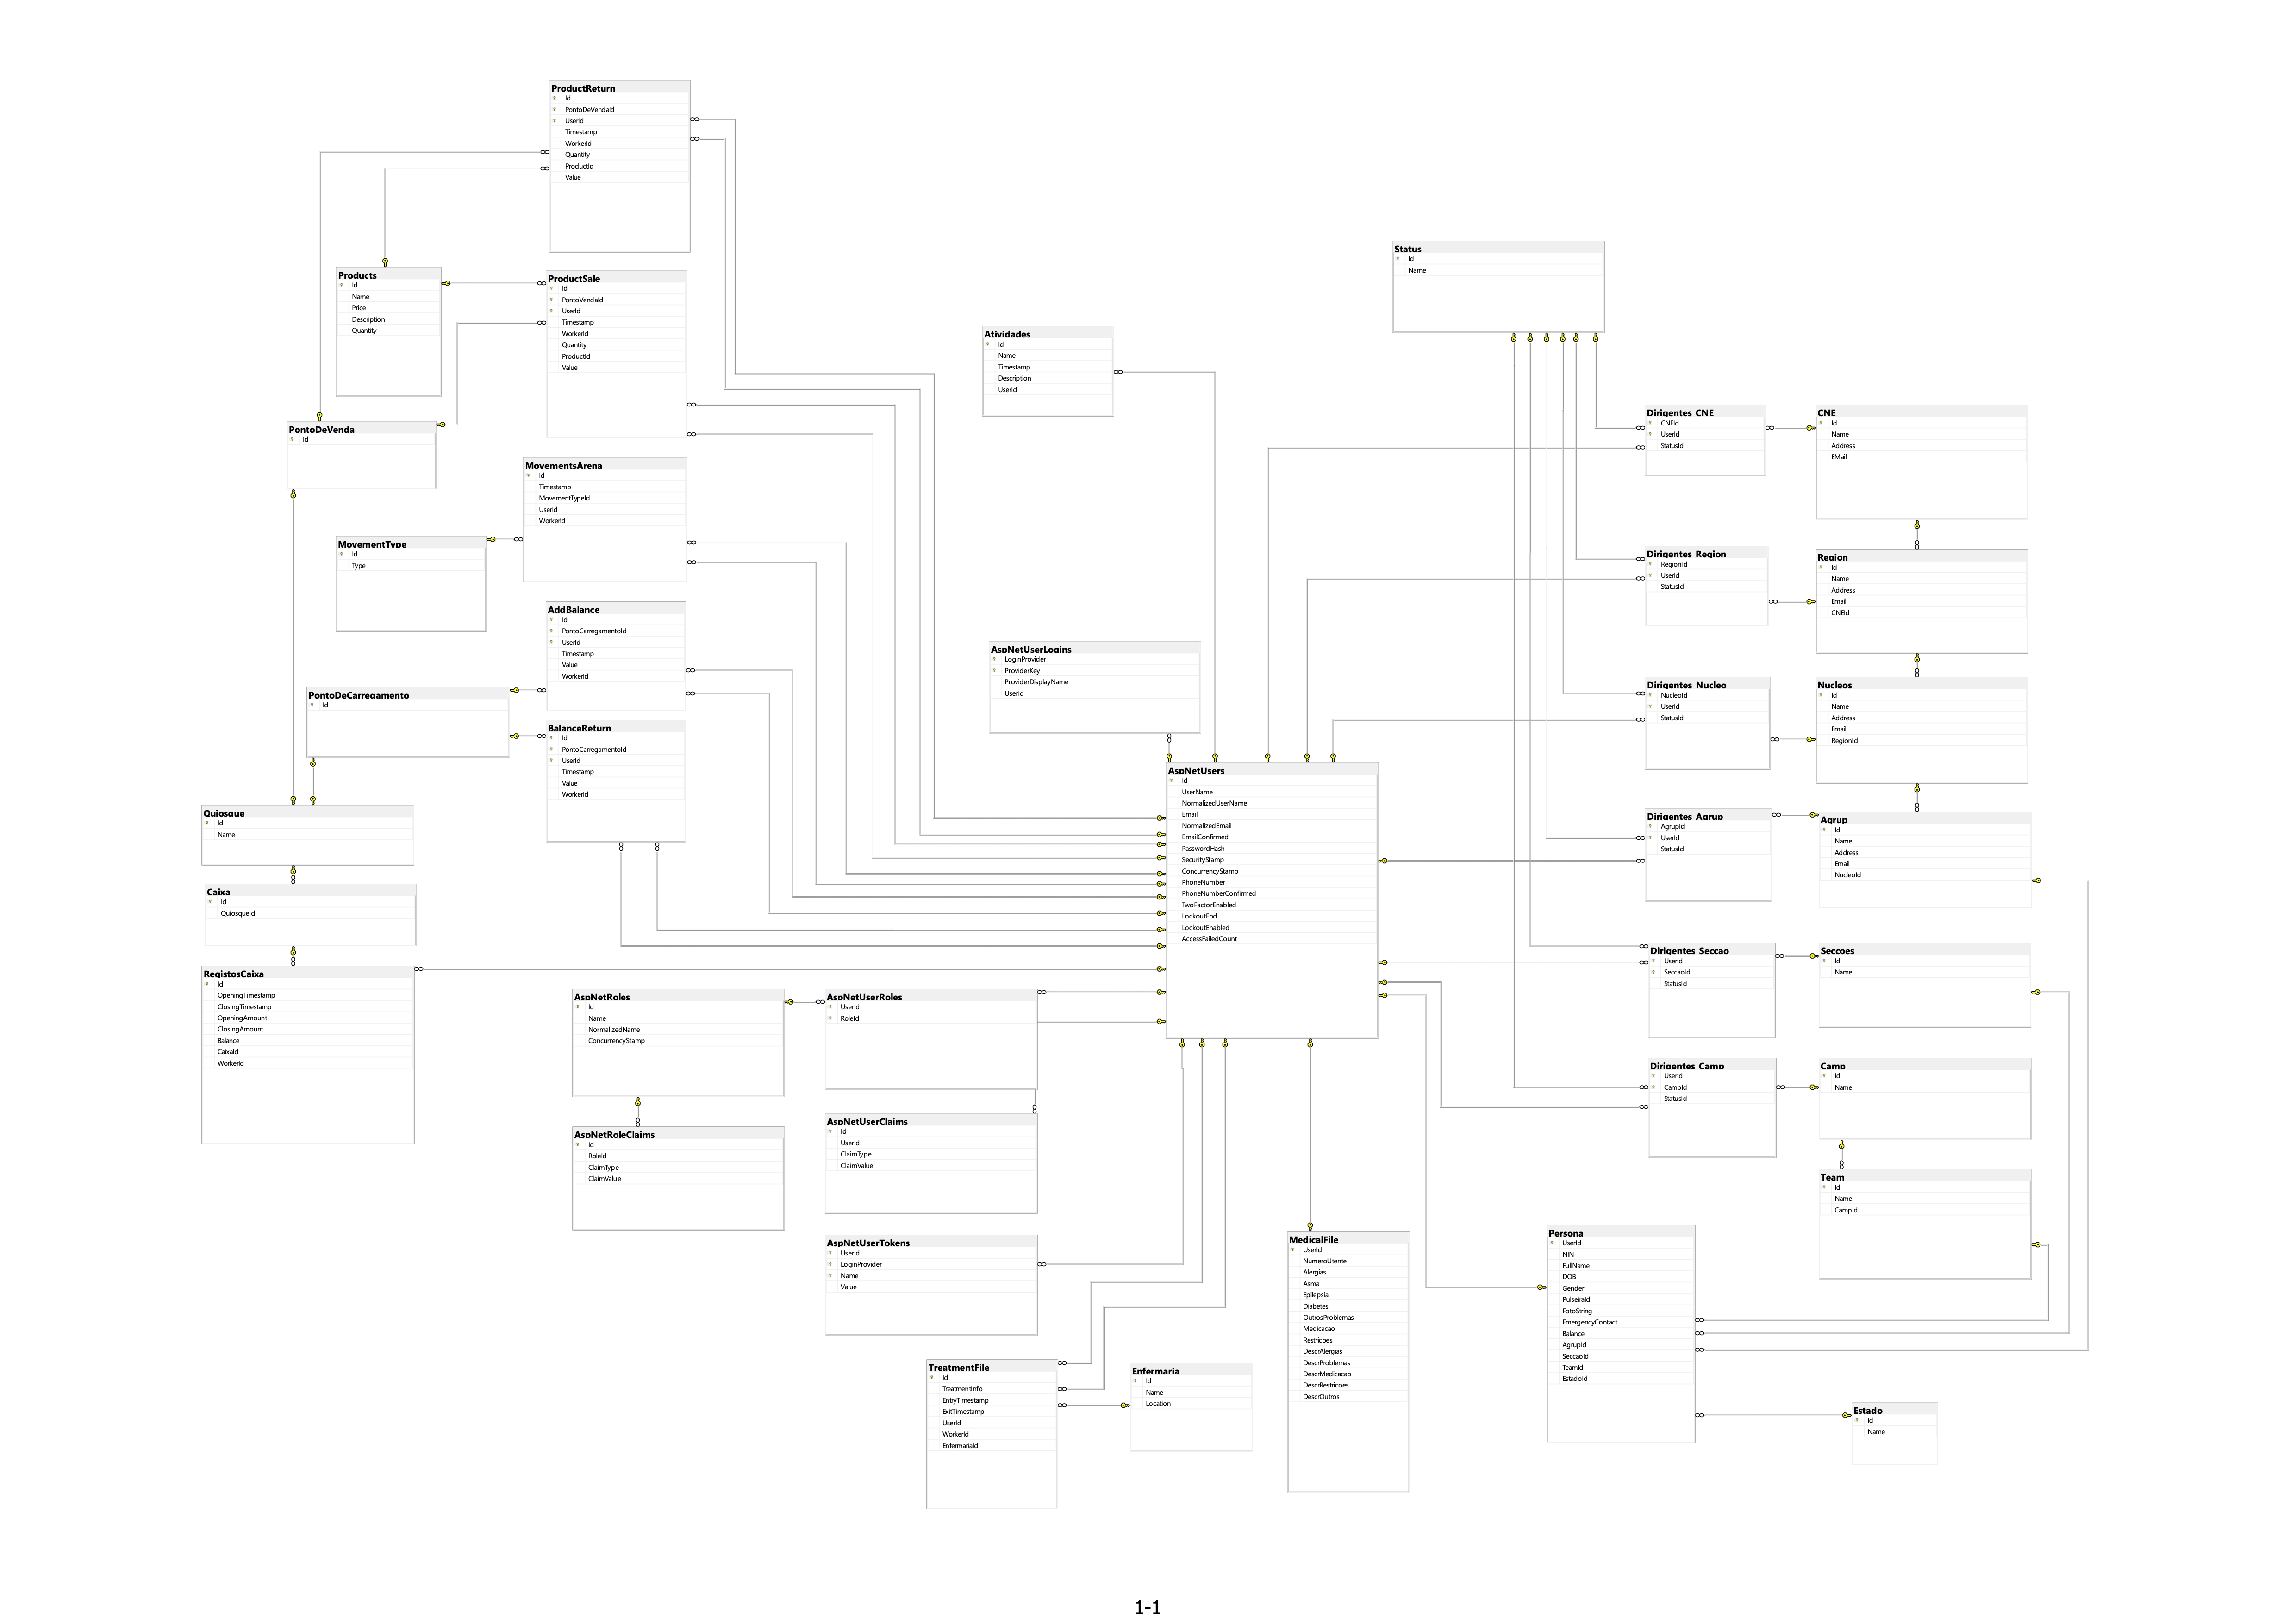 ProductReturn
Id
PontoDeVendaId
UserId
Timestamp
WorkerId
Quantity
ProductId
Value
Products
Id
Name
Price
Description
Quantity
ProductSale
Id
PontoVendaId
UserId
Timestamp
WorkerId
Quantity
ProductId
Value
PontoDeVenda
Id
MovementsArena
Id
Timestamp
MovementTypeId
UserId
WorkerId
MovementType
Id
Type
AddBalance
Id
PontoCarregamentoId
UserId
Timestamp
Value
WorkerId
PontoDeCarregamento
Id
BalanceReturn
Id
PontoCarregamentoId
UserId
Timestamp
Value
WorkerId
Quiosque
Id
Name
Caixa
Id
QuiosqueId
RegistosCaixa
Id
OpeningTimestamp
ClosingTimestamp
OpeningAmount
ClosingAmount
Balance
CaixaId
WorkerId
AspNetRoles
Id
Name
NormalizedName
ConcurrencyStamp
AspNetRoleClaims
Id
RoleId
ClaimType
ClaimValue
AspNetUserRoles
UserId
RoleId
AspNetUserClaims
Id
UserId
ClaimType
ClaimValue
AspNetUserTokens
UserId
LoginProvider
Name
Value
TreatmentFile
Id
TreatmentInfo
EntryTimestamp
ExitTimestamp
UserId
WorkerId
EnfermariaId
Enfermaria
Id
Name
Location
Atividades
Id
Name
Timestamp
Description
UserId
AspNetUserLogins
LoginProvider
ProviderKey
ProviderDisplayName
UserId
AspNetUsers
Id
UserName
NormalizedUserName
Email
NormalizedEmail
EmailConfirmed
PasswordHash
SecurityStamp
ConcurrencyStamp
PhoneNumber
PhoneNumberConfirmed
TwoFactorEnabled
LockoutEnd
LockoutEnabled
AccessFailedCount
MedicalFile
UserId
NumeroUtente
Alergias
Asma
Epilepsia
Diabetes
OutrosProblemas
Medicacao
Restricoes
DescrAlergias
DescrProblemas
DescrMedicacao
DescrRestricoes
DescrOutros
Status
Id
Name
Dirigentes_CNE
CNEId
UserId
StatusId
CNE
Id
Name
Address
EMail
Dirigentes_Region
RegionId
UserId
StatusId
Region
Id
Name
Address
Email
CNEId
Dirigentes_Nucleo
NucleoId
UserId
StatusId
Nucleos
Id
Name
Address
Email
RegionId
Dirigentes_Agrup
AgrupId
UserId
StatusId
Agrup
Id
Name
Address
Email
NucleoId
Dirigentes_Seccao
UserId
SeccaoId
StatusId
Seccoes
Id
Name
Dirigentes_Camp
UserId
CampId
StatusId
Camp
Id
Name
Team
Id
Name
CampId
Persona
UserId
NIN
FullName
DOB
Gender
PulseiraId
FotoString
EmergencyContact
Balance
AgrupId
SeccaoId
TeamId
EstadoId
Estado
Id
Name
1-1